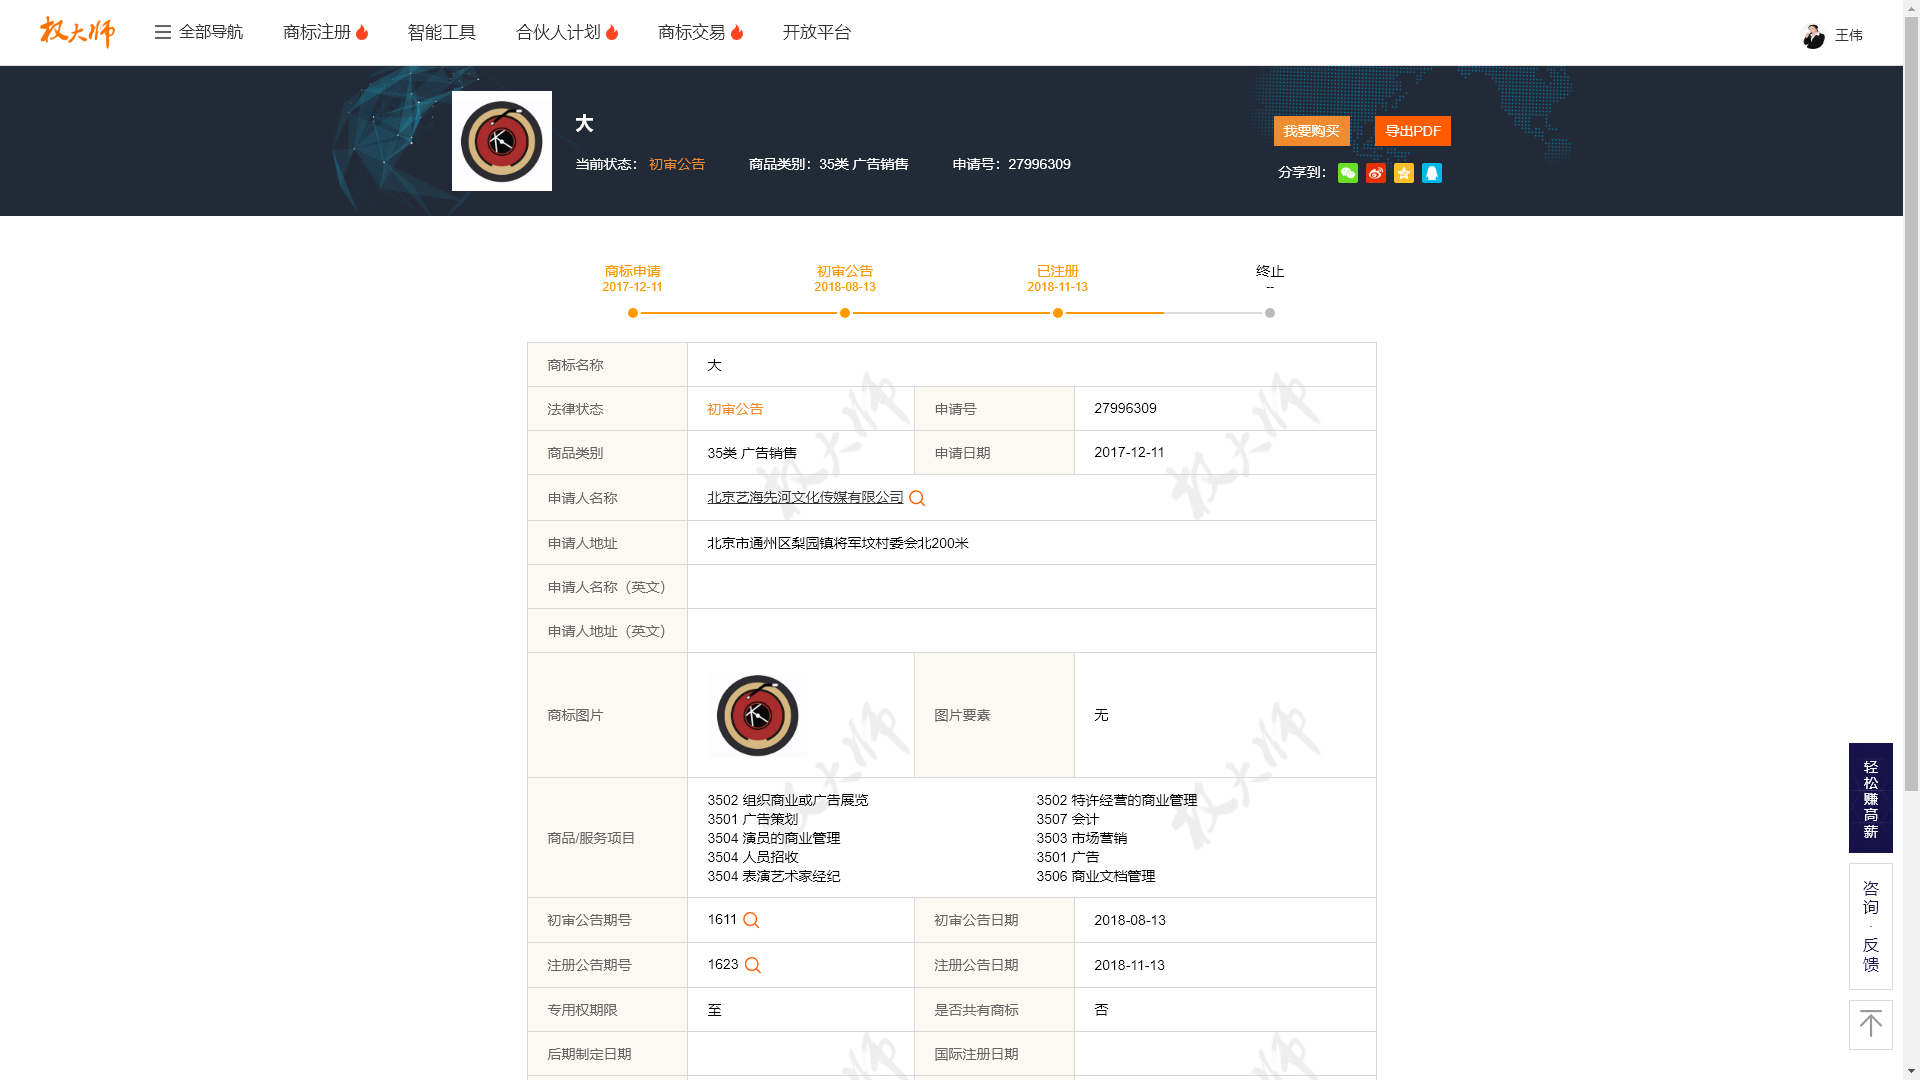 权大师
全部导航
商标注册
智能工具
合伙人计划
商标交易
开放平台
王伟
大
当前状态： 初审公告
商品类别：35类 广告销售
申请号：27996309
我要购买
导出PDF
分享到：
商标申请
2017-12-11
初审公告
2018-08-13
已注册
2018-11-13
终止
--
商标名称 大
法律状态 初审公告 申请号 27996309
商品类别 35类 广告销售 申请日期 2017-12-11
申请人名称 北京艺海先河文化传媒有限公司
申请人地址 北京市通州区梨园镇将军坟村委会北200米
申请人名称（英文）
申请人地址（英文）
商标图片 图片要素 无
商品/服务项目
3502 组织商业或广告展览 3502 特许经营的商业管理
3501 广告策划 3507 会计
3504 演员的商业管理 3503 市场营销
3504 人员招收 3501 广告
3504 表演艺术家经纪 3506 商业文档管理
初审公告期号 1611 初审公告日期 2018-08-13
注册公告期号 1623 注册公告日期 2018-11-13
专用权期限 至 是否共有商标 否
后期制定日期 国际注册日期
轻松赚高薪
咨询·反馈
权大师
权大师
权大师
权大师